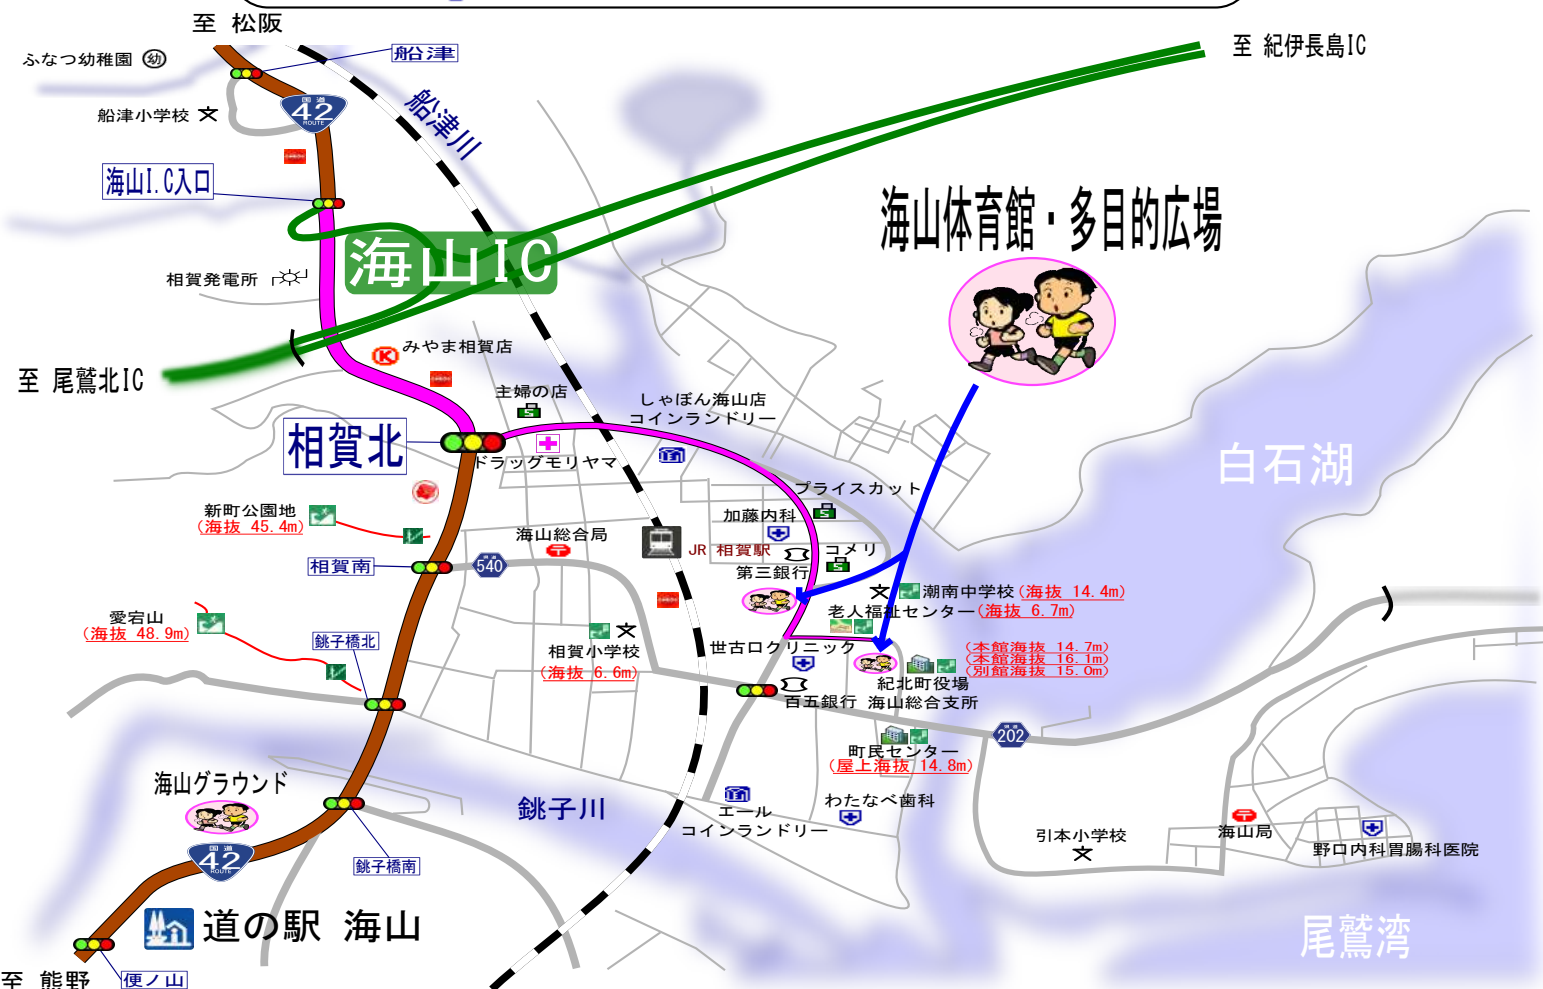 至 松阪
至 紀伊長島IC
ふなつ幼稚園 幼
船津
船津小学校
国道
42
ROUTE
船津川
海山I.C入口
海山体育館・多目的広場
海山IC
相賀発電所
K みやま相賀店
至 尾鷲北IC
主婦の店
S
しゃぼん海山店
コインランドリー
相賀北
ドラッグモリヤマ
白石湖
プライスカット
S
新町公園地
(海抜 45.4m)
加藤内科
海山総合局
JR 相賀駅
コメリ
S
第三銀行
相賀南
540
潮南中学校(海抜 14.4m)
老人福祉センター(海抜 6.7m)
愛宕山
(海抜 48.9m)
銚子橋北
相賀小学校
(海抜 6.6m)
世古口クリニック
(本館海抜 14.7m)
(本館海抜 16.1m)
(別館海抜 15.0m)
紀北町役場
海山総合支所
百五銀行
202
町民センター
(屋上海抜 14.8m)
海山グラウンド
銚子川
エール
コインランドリー
わたなべ歯科
引本小学校
海山局
野口内科胃腸科医院
国道
42
ROUTE
銚子橋南
道の駅 海山
尾鷲湾
至 熊野
便ノ山